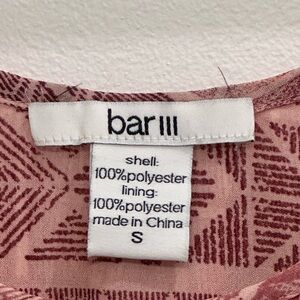 bar III
shell:
100%polyester
lining:
100%polyester
made in China
S